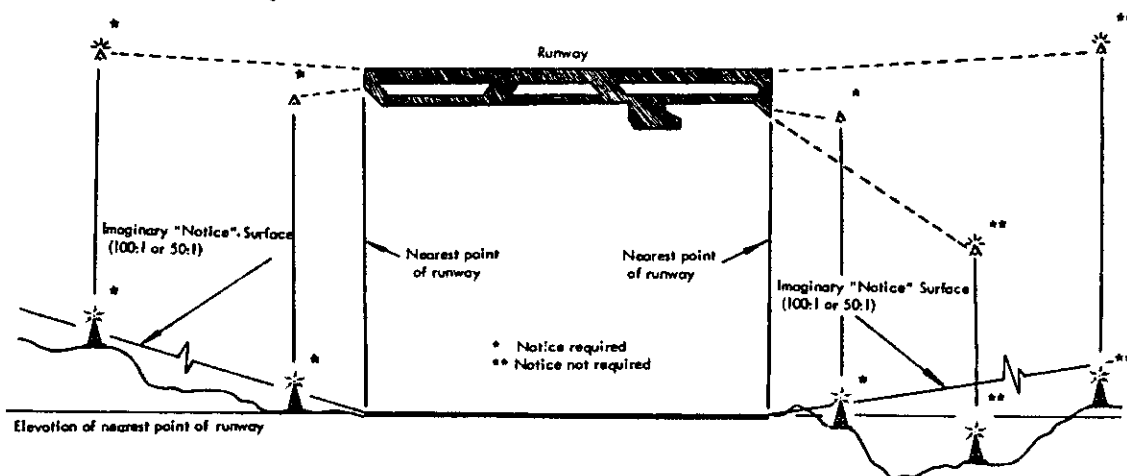 *
**
Runway
*
*
**
Imaginary "Notice" Surface
(100:1 or 50:1)
Nearest point
of runway
Nearest point
of runway
Imaginary "Notice" Surface
(100:1 or 50:1)
*
* Notice required
** Notice not required
*
*
**
**
Elevation of nearest point of runway